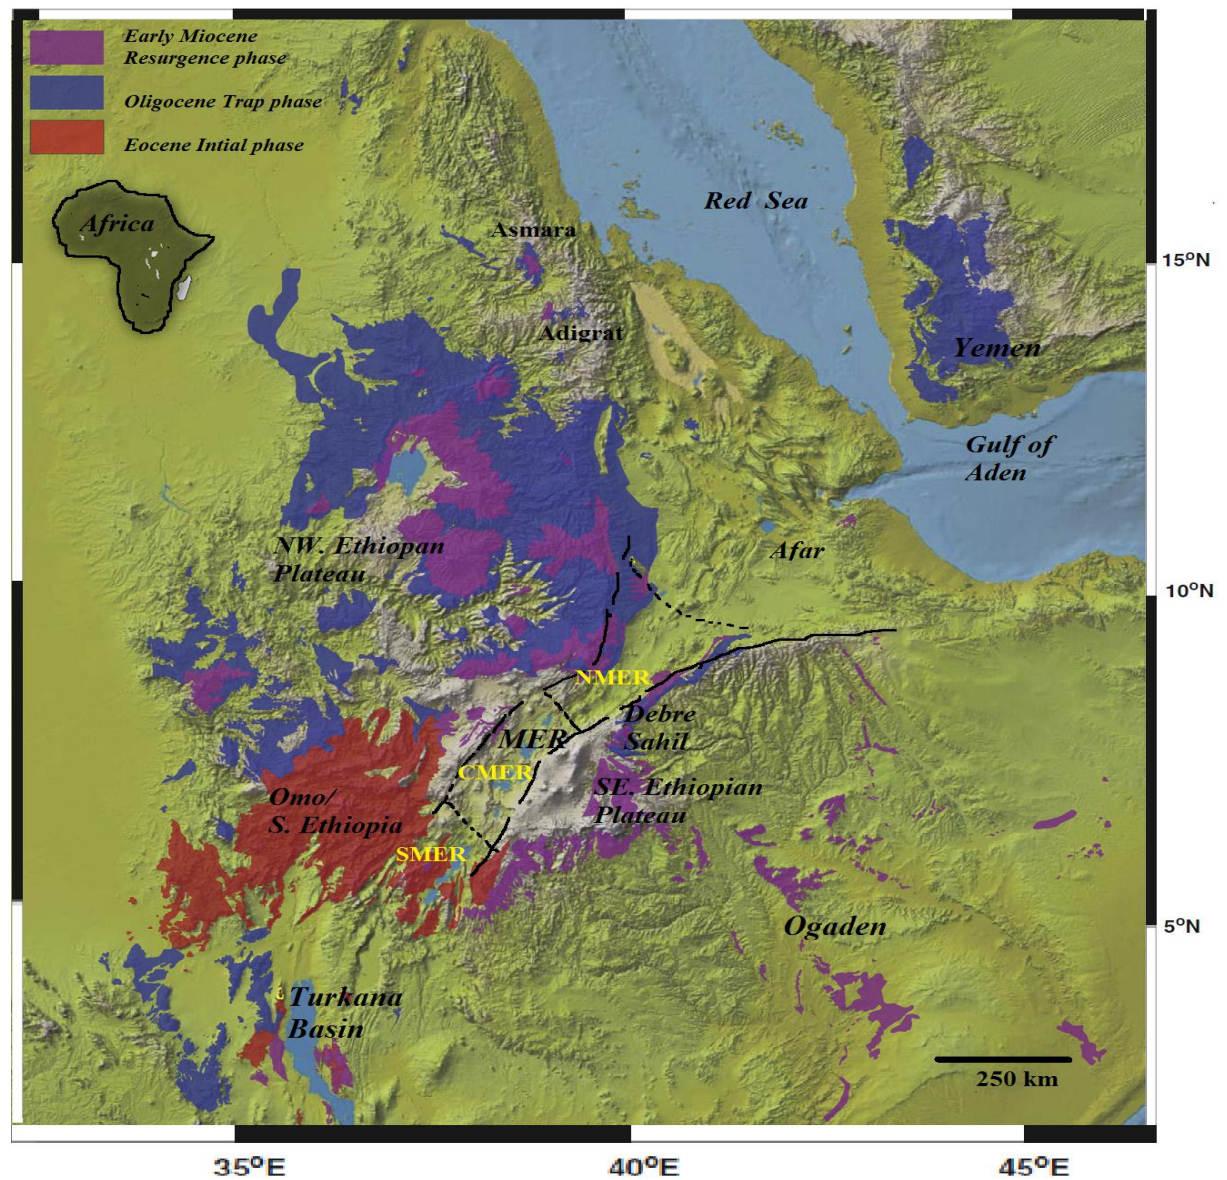 Early Miocene
Resurgence phase
Oligocene Trap phase
Eocene Intial phase
Africa
Red Sea
Asmara
15°N
Adigrat
Yemen
Gulf of
Aden
NW. Ethiopan
Plateau
Afar
10°N
NMER
Debre
Sahil
MER
CMER
SE. Ethiopian
Plateau
Omo/
S. Ethiopia
SMER
Ogaden
5°N
Turkana
Basin
250 km
35°E
40°E
45°E